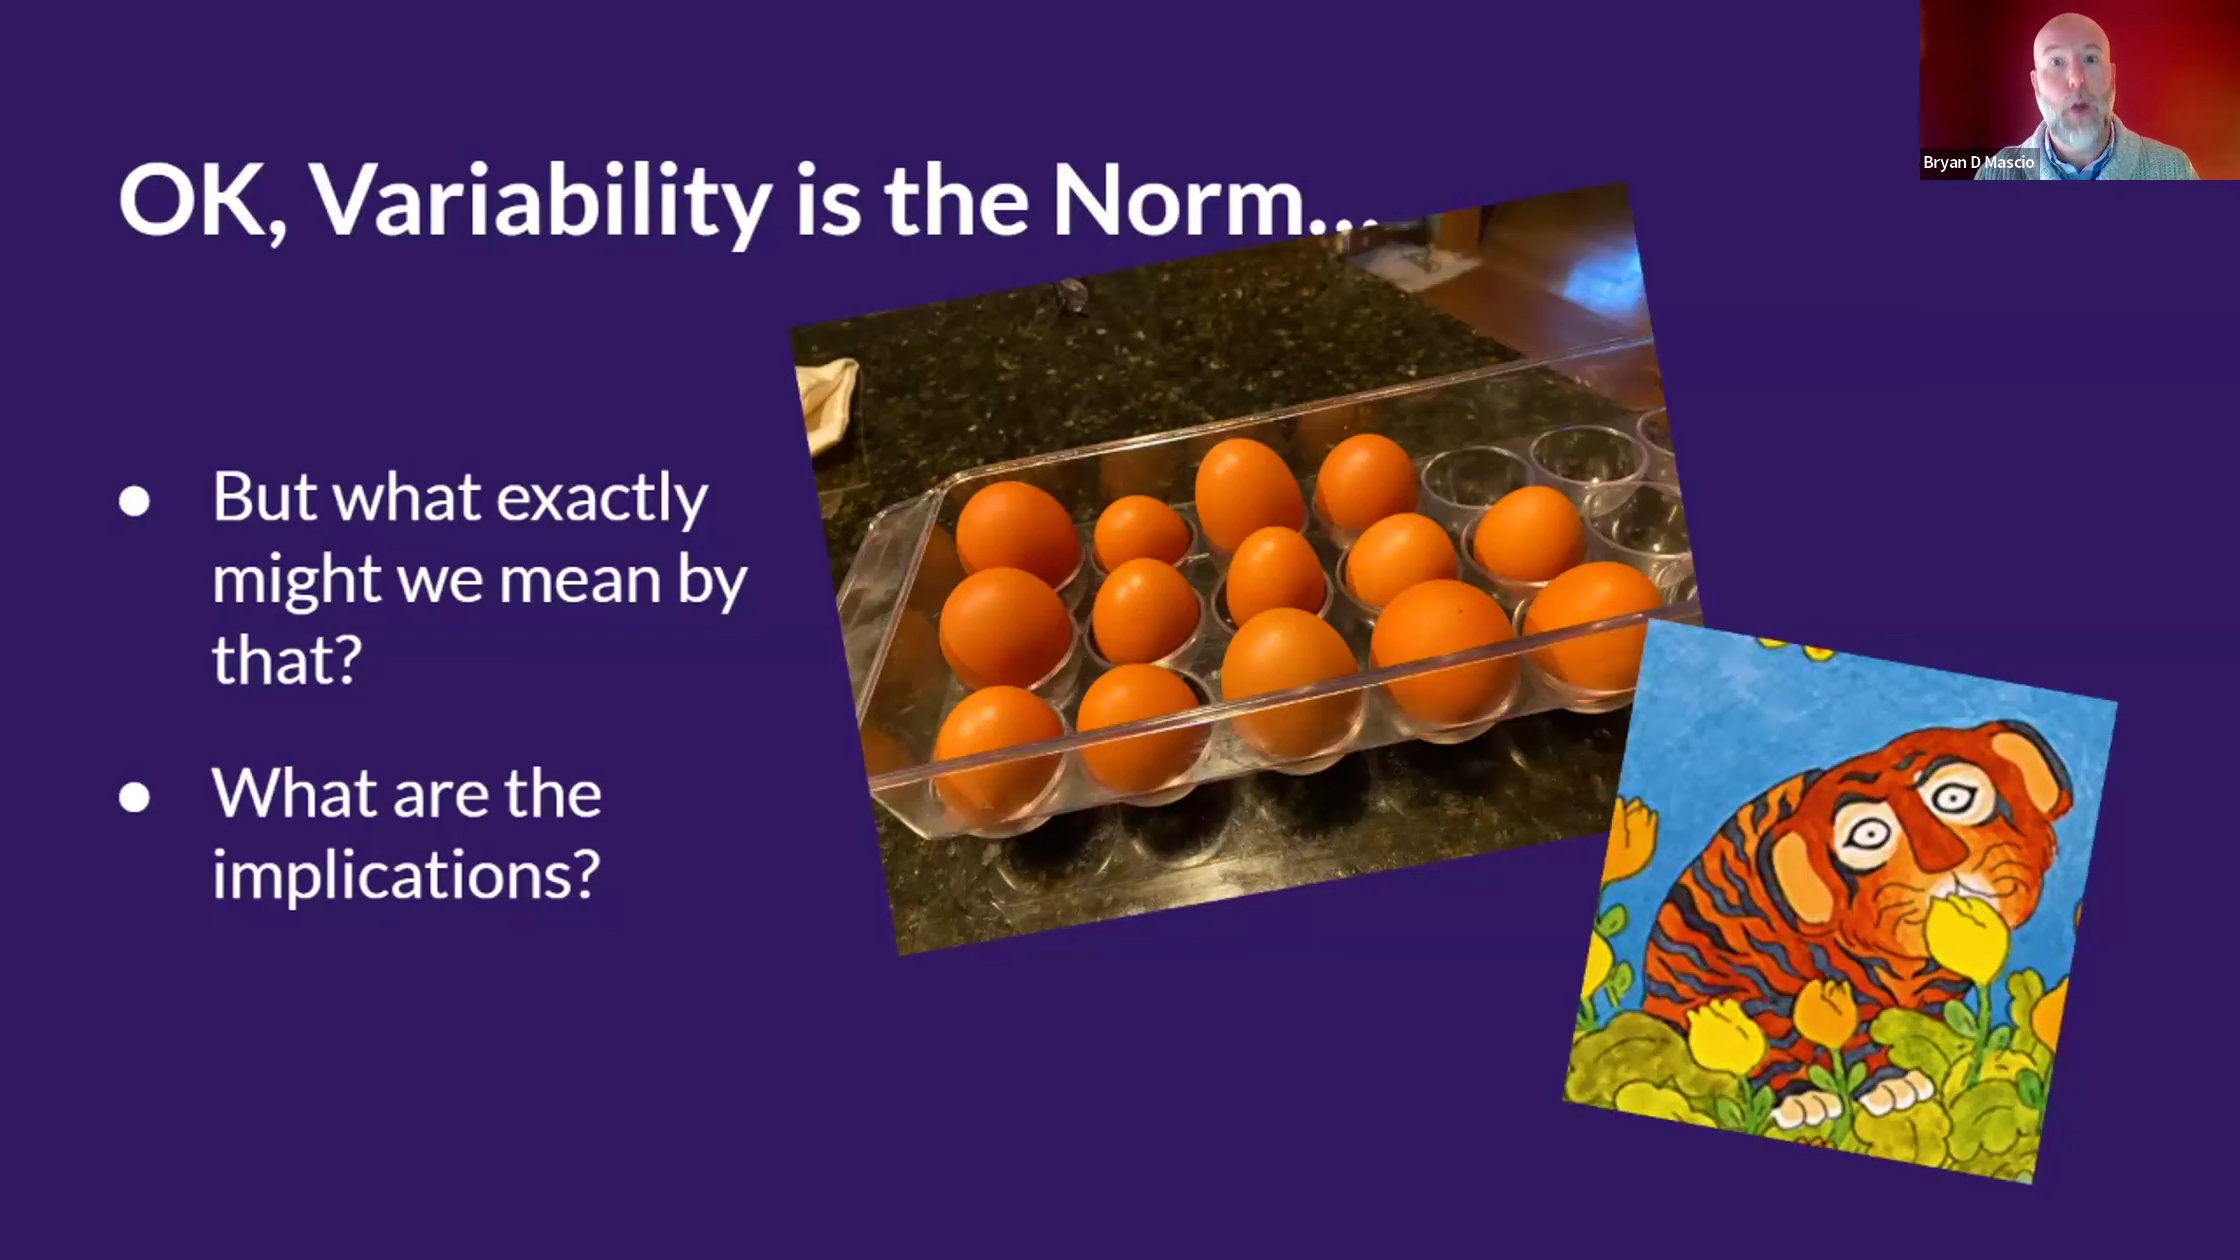 Bryan D Mascio
OK, Variability is the Norm...
● But what exactly
might we mean by
that?
● What are the
implications?